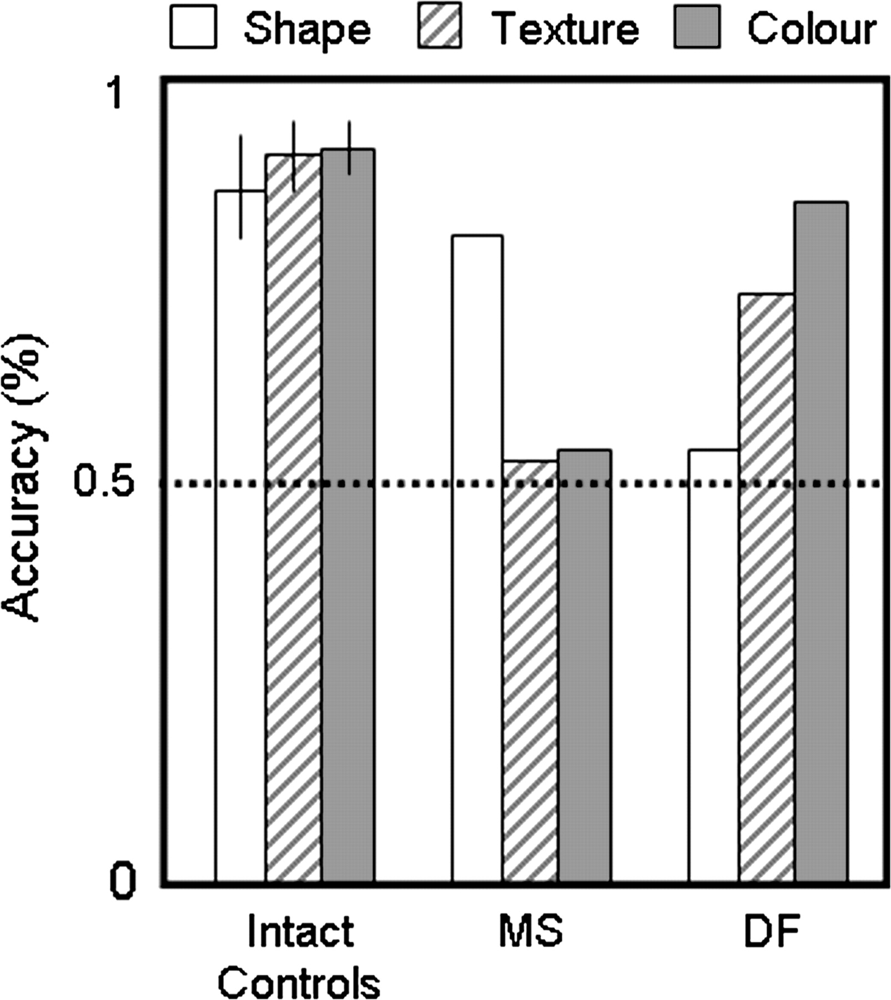 Shape Texture Colour
1
Accuracy (%)
0.5
0
Intact MS DF
Controls